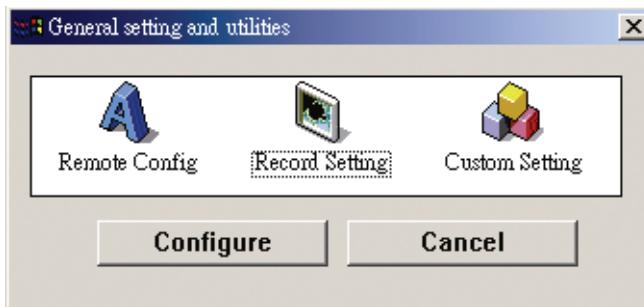 General setting and utilities
Remote Config Record Setting Custom Setting
Configure Cancel